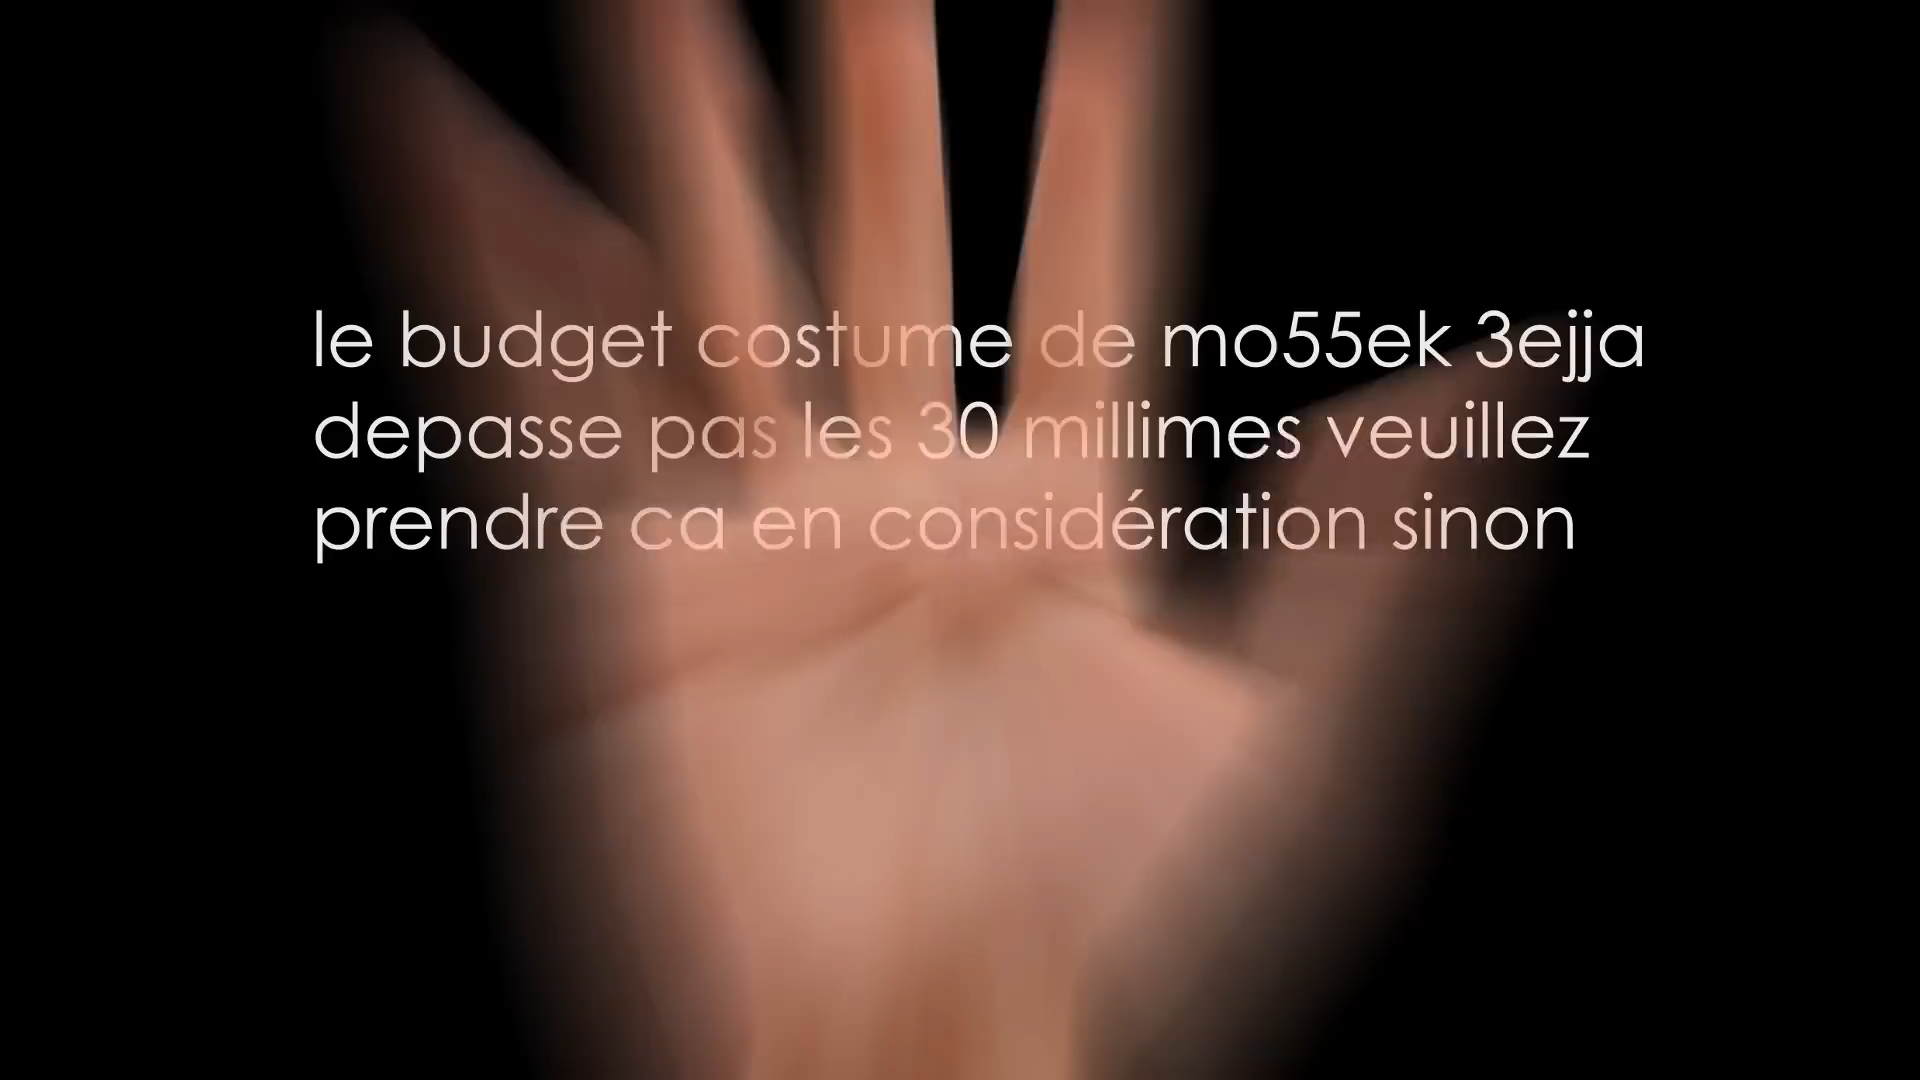 le budget costume de mo55ek 3ejja
depasse pas les 30 millimes veuillez
prendre ca en considération sinon